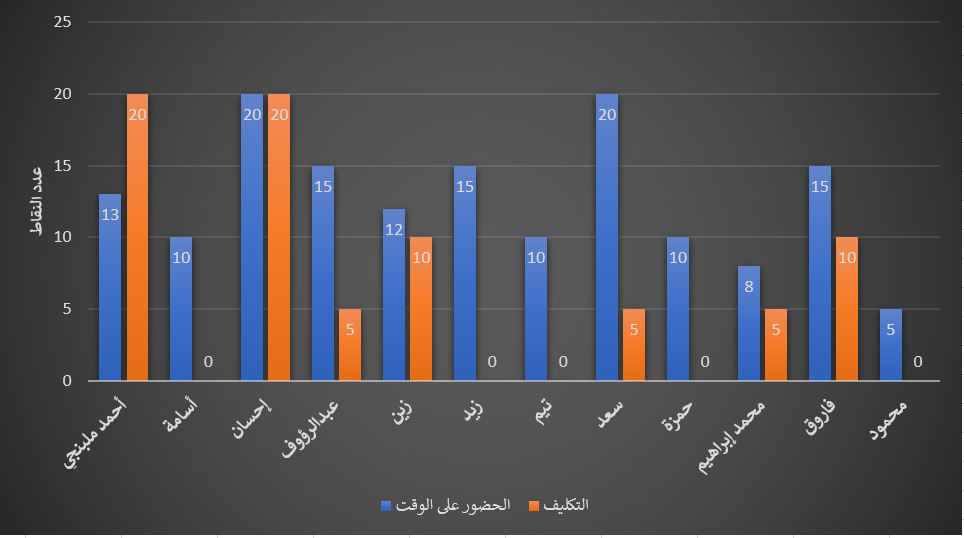 25
20
15
10
5
0
عدد النقاط
13
20
10
0
20
20
15
5
12
10
15
0
10
0
20
5
10
0
8
5
15
10
5
0
أحمد ملبنجي
أسامة
إحسان
عبدالرؤوف
زين
زيد
تيم
سعد
حمزة
محمد إبراهيم
فاروق
محمود
الحضور على الوقت
التكليف